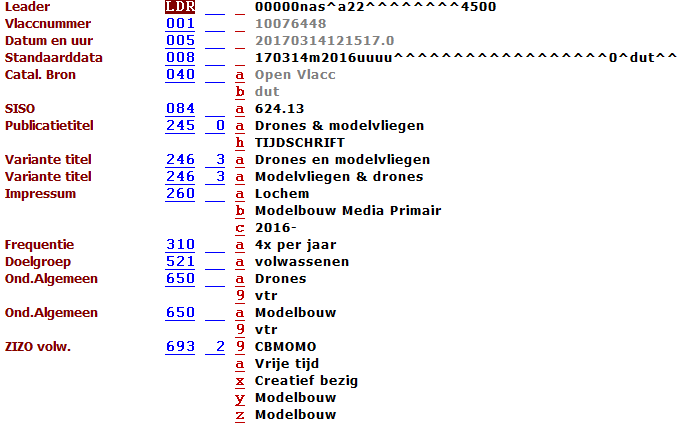 Leader LDR _ 00000nas^a22^^^^^^^^4500
Vlaccnummer 001 _ 10076448
Datum en uur 005 _ 20170314121517.0
Standaarddata 008 _ 170314m2016uuuu^^^^^^^^^^^^^^^^^^0^dut^^
Catal. Bron 040 a Open Vlacc
b dut
SISO 084 a 624.13
Publicatietitel 245 0 a Drones & modelvliegen
h TIJDSCHRIFT
Variante titel 246 3 a Drones en modelvliegen
Variante titel 246 3 a Modelvliegen & drones
Impressum 260 a Lochem
b Modelbouw Media Primair
c 2016-
Frequentie 310 a 4x per jaar
Doelgroep 521 a volwassenen
Ond.Algemeen 650 a Drones
9 vtr
Ond.Algemeen 650 a Modelbouw
9 vtr
ZIZO volw. 693 2 9 CBMOMO
a Vrije tijd
x Creatief bezig
y Modelbouw
z Modelbouw